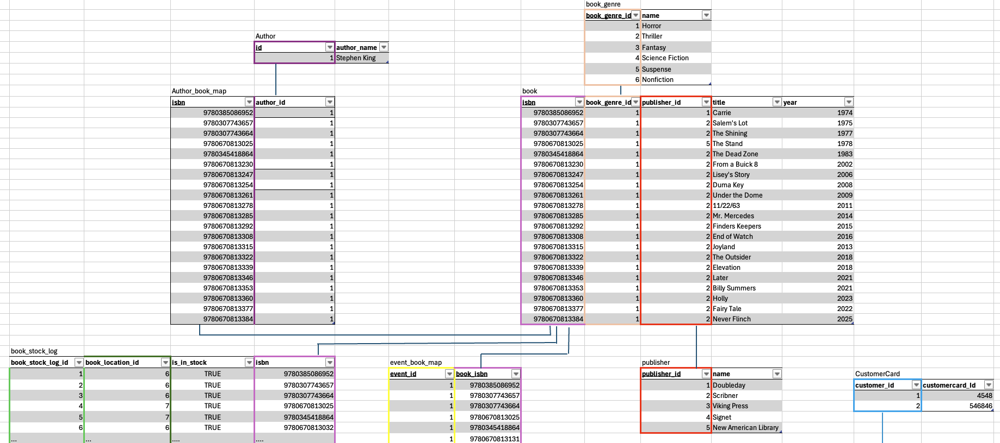 book_genre
book_genre_id name
1 Horror
2 Thriller
3 Fantasy
4 Science Fiction
5 Suspense
6 Nonfiction
Author
id author_name
1 Stephen King
Author_book_map
isbn author_id
9780385086952 1
9780307743657 1
9780307743664 1
9780670813025 1
9780345418864 1
9780670813230 1
9780670813247 1
9780670813254 1
9780670813261 1
9780670813278 1
9780670813285 1
9780670813292 1
9780670813308 1
9780670813315 1
9780670813322 1
9780670813339 1
9780670813346 1
9780670813353 1
9780670813360 1
9780670813377 1
9780670813384 1
book
isbn book_genre_id publisher_id title year
9780385086952 1 1 Carrie 1974
9780307743657 1 2 Salem's Lot 1975
9780307743664 1 2 The Shining 1977
9780670813025 1 5 The Stand 1978
9780345418864 1 2 The Dead Zone 1983
9780670813230 1 2 From a Buick 8 2002
9780670813247 1 2 Lisey's Story 2006
9780670813254 1 2 Duma Key 2008
9780670813261 1 2 Under the Dome 2009
9780670813278 1 2 11/22/63 2011
9780670813285 1 2 Mr. Mercedes 2014
9780670813292 1 2 Finders Keepers 2015
9780670813308 1 2 End of Watch 2016
9780670813315 1 2 Joyland 2013
9780670813322 1 2 The Outsider 2018
9780670813339 1 2 Elevation 2018
9780670813346 1 2 Later 2021
9780670813353 1 2 Billy Summers 2021
9780670813360 1 2 Holly 2023
9780670813377 1 2 Fairy Tale 2022
9780670813384 1 2 Never Flinch 2025
book_stock_log
book_stock_log_id book_location_id is_in_stock isbn
1 6 TRUE 9780385086952
2 6 TRUE 9780307743657
3 6 TRUE 9780307743664
4 7 TRUE 9780670813025
5 7 TRUE 9780345418864
6 6 TRUE 9780670813032
... ... .... ....
event_book_map
event_id book_isbn
1 9780385086952
1 9780307743657
1 9780307743664
1 9780670813025
1 9780345418864
1 9780670813131
publisher
publisher_id name
1 Doubleday
2 Scribner
3 Viking Press
4 Signet
5 New American Library
CustomerCard
customer_id customercard_Id
1 4548
2 546846